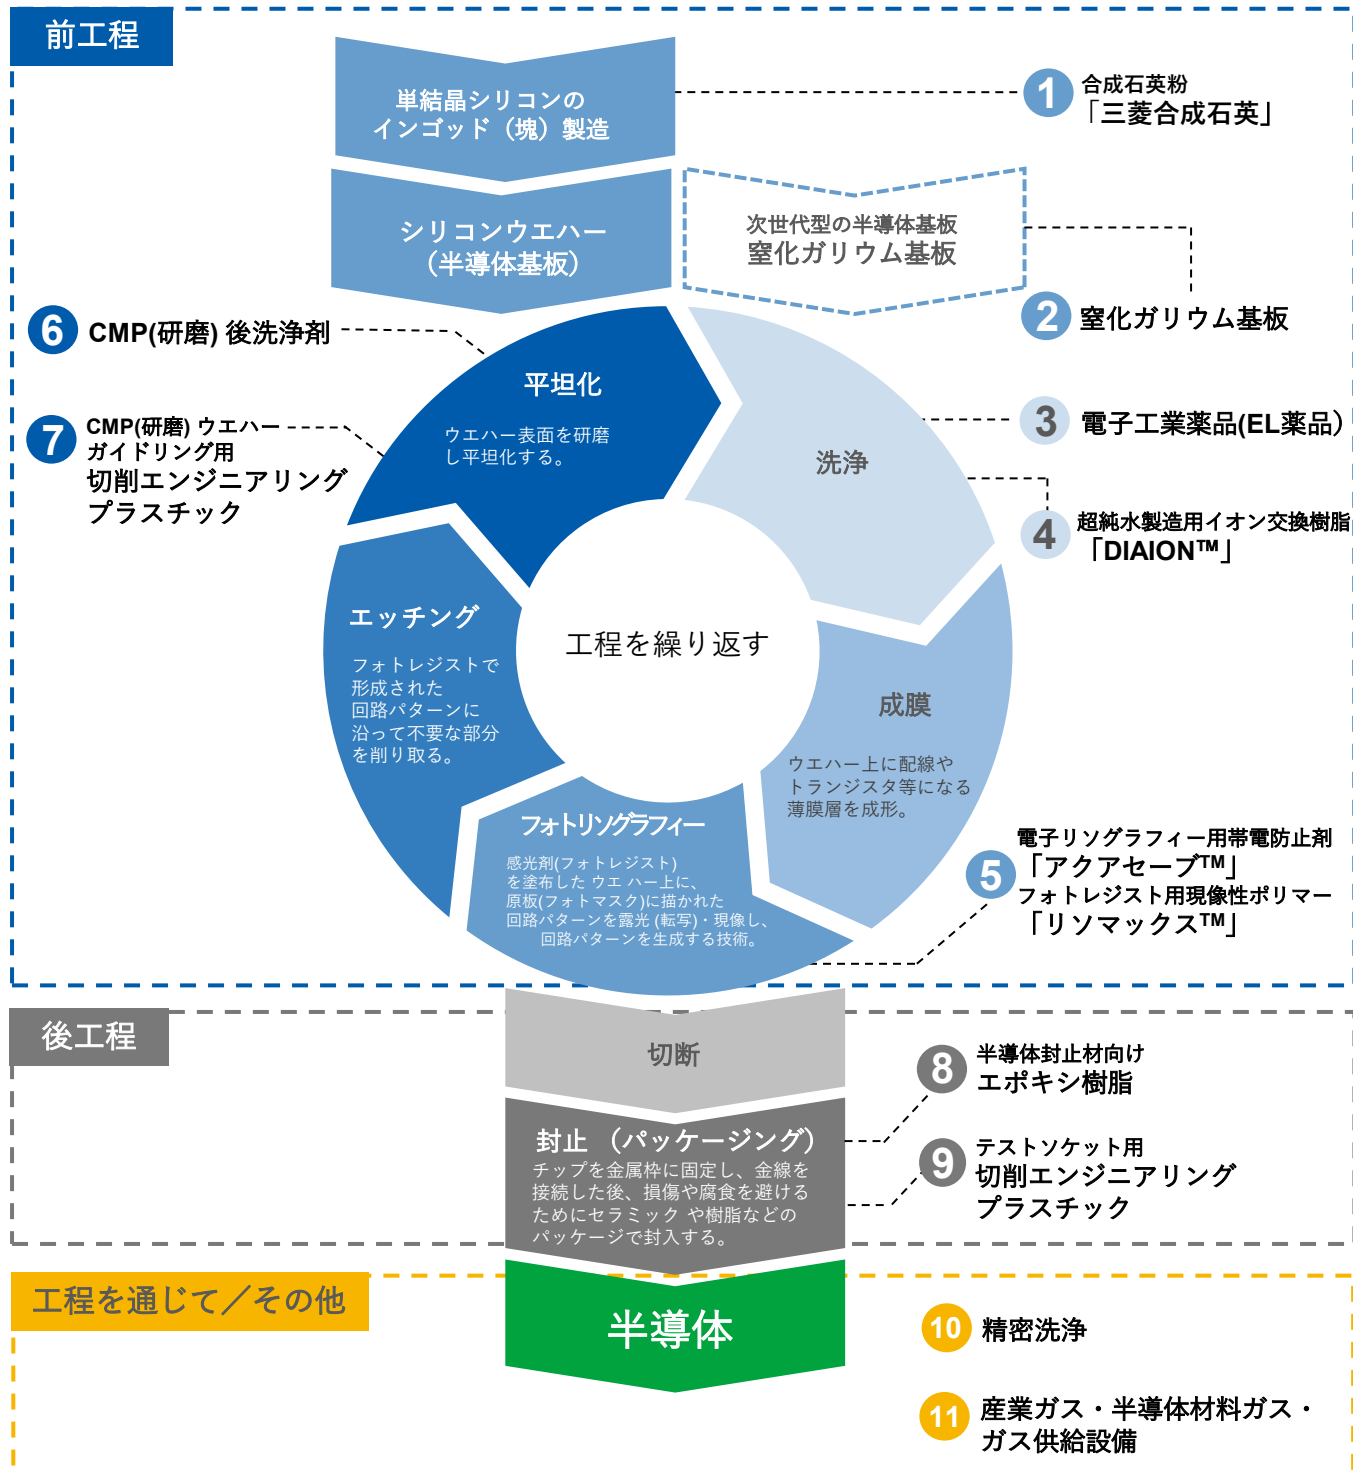 前工程
単結晶シリコンの
インゴッド（塊）製造
1
合成石英粉
「三菱合成石英」
シリコンウエハー
（半導体基板）
次世代型の半導体基板
窒化ガリウム基板
2
窒化ガリウム基板
6
CMP(研磨) 後洗浄剤
7
CMP(研磨) ウエハー
ガイドリング用
切削エンジニアリング
プラスチック
平坦化
ウエハー表面を研磨
し平坦化する。
洗浄
3
電子工業薬品(EL薬品）
4
超純水製造用イオン交換樹脂
「DIAION™」
エッチング
フォトレジストで
形成された
回路パターンに
沿って不要な部分
を削り取る。
工程を繰り返す
成膜
ウエハー上に配線や
トランジスタ等になる
薄膜層を成形。
フォトリソグラフィー
感光剤(フォトレジスト)
を塗布した ウエ ハー上に、
原板(フォトマスク)に描かれた
回路パターンを露光 (転写)・現像し、
回路パターンを生成する技術。
5
電子リソグラフィー用帯電防止剤
「アクアセーブ™」
フォトレジスト用現像性ポリマー
「リソマックス™」
後工程
切断
封止 （パッケージング）
チップを金属枠に固定し、金線を
接続した後、損傷や腐食を避ける
ためにセラミック や樹脂などの
パッケージで封入する。
8
半導体封止材向け
エポキシ樹脂
9
テストソケット用
切削エンジニアリング
プラスチック
工程を通じて／その他
半導体
10
精密洗浄
11
産業ガス・半導体材料ガス・
ガス供給設備